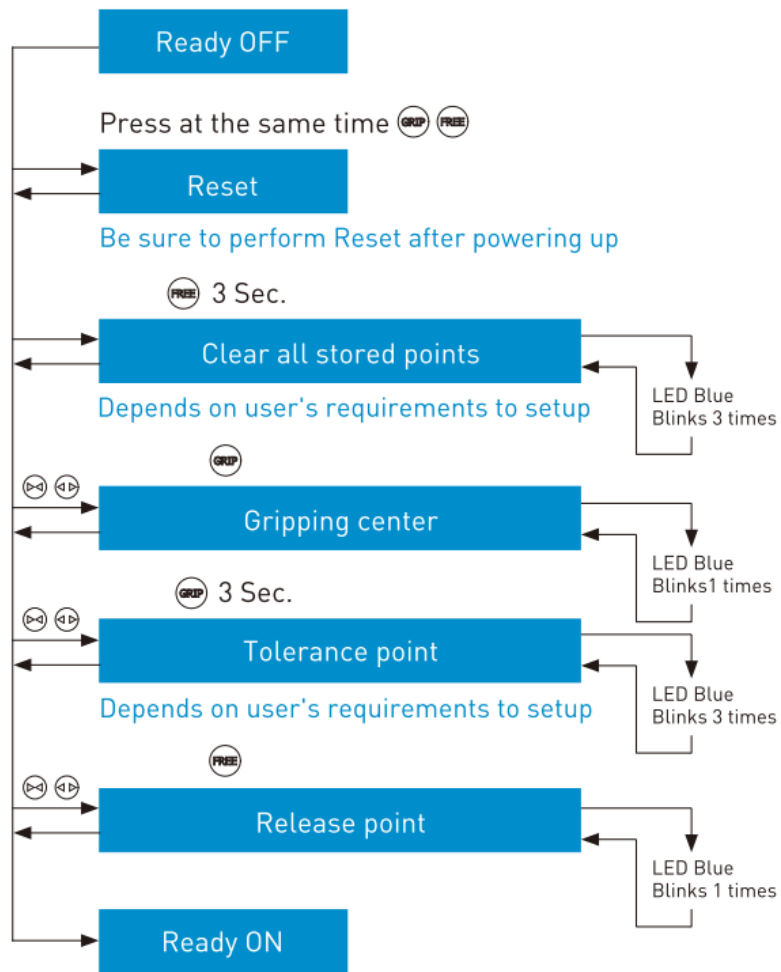 Ready OFF
Press at the same time GRIP FREE
Reset
Be sure to perform Reset after powering up
FREE 3 Sec.
Clear all stored points
LED Blue
Blinks 3 times
Depends on user's requirements to setup
GRIP
Gripping center
LED Blue
Blinks1 times
GRIP 3 Sec.
Tolerance point
LED Blue
Blinks 3 times
Depends on user's requirements to setup
FREE
Release point
LED Blue
Blinks 1 times
Ready ON